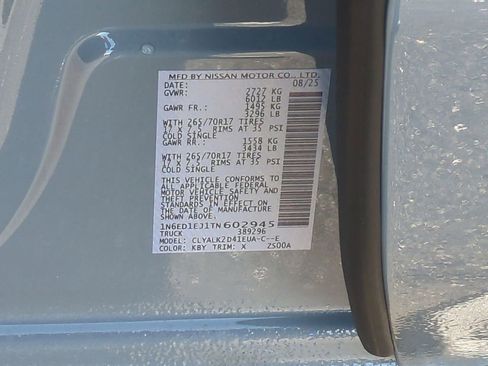 MFD BY NISSAN MOTOR CO., LTD.
DATE: 08/25
GVWR: 2727 KG
6012 LB
GAWR FR: 1495 KG
3296 LB
WITH 265/70R17 TIRES
17 x 7.5 RIMS AT 35 PSI
COLD SINGLE
GAWR RR: 1558 KG
3434 LB
WITH 265/70R17 TIRES
17 x 7.5 RIMS AT 35 PSI
COLD SINGLE
THIS VEHICLE CONFORMS TO
ALL APPLICABLE FEDERAL
MOTOR VEHICLE SAFETY AND
THEFT PREVENTION
STANDARDS IN EFFECT ON
THE DATE OF MANUFACTURE
SHOWN ABOVE.
1N6ED1EJ1TN602945
TRUCK 389296
MODEL: CLYALKZD41EUA-C--E
COLOR: KBY TRIM: X ZS00A